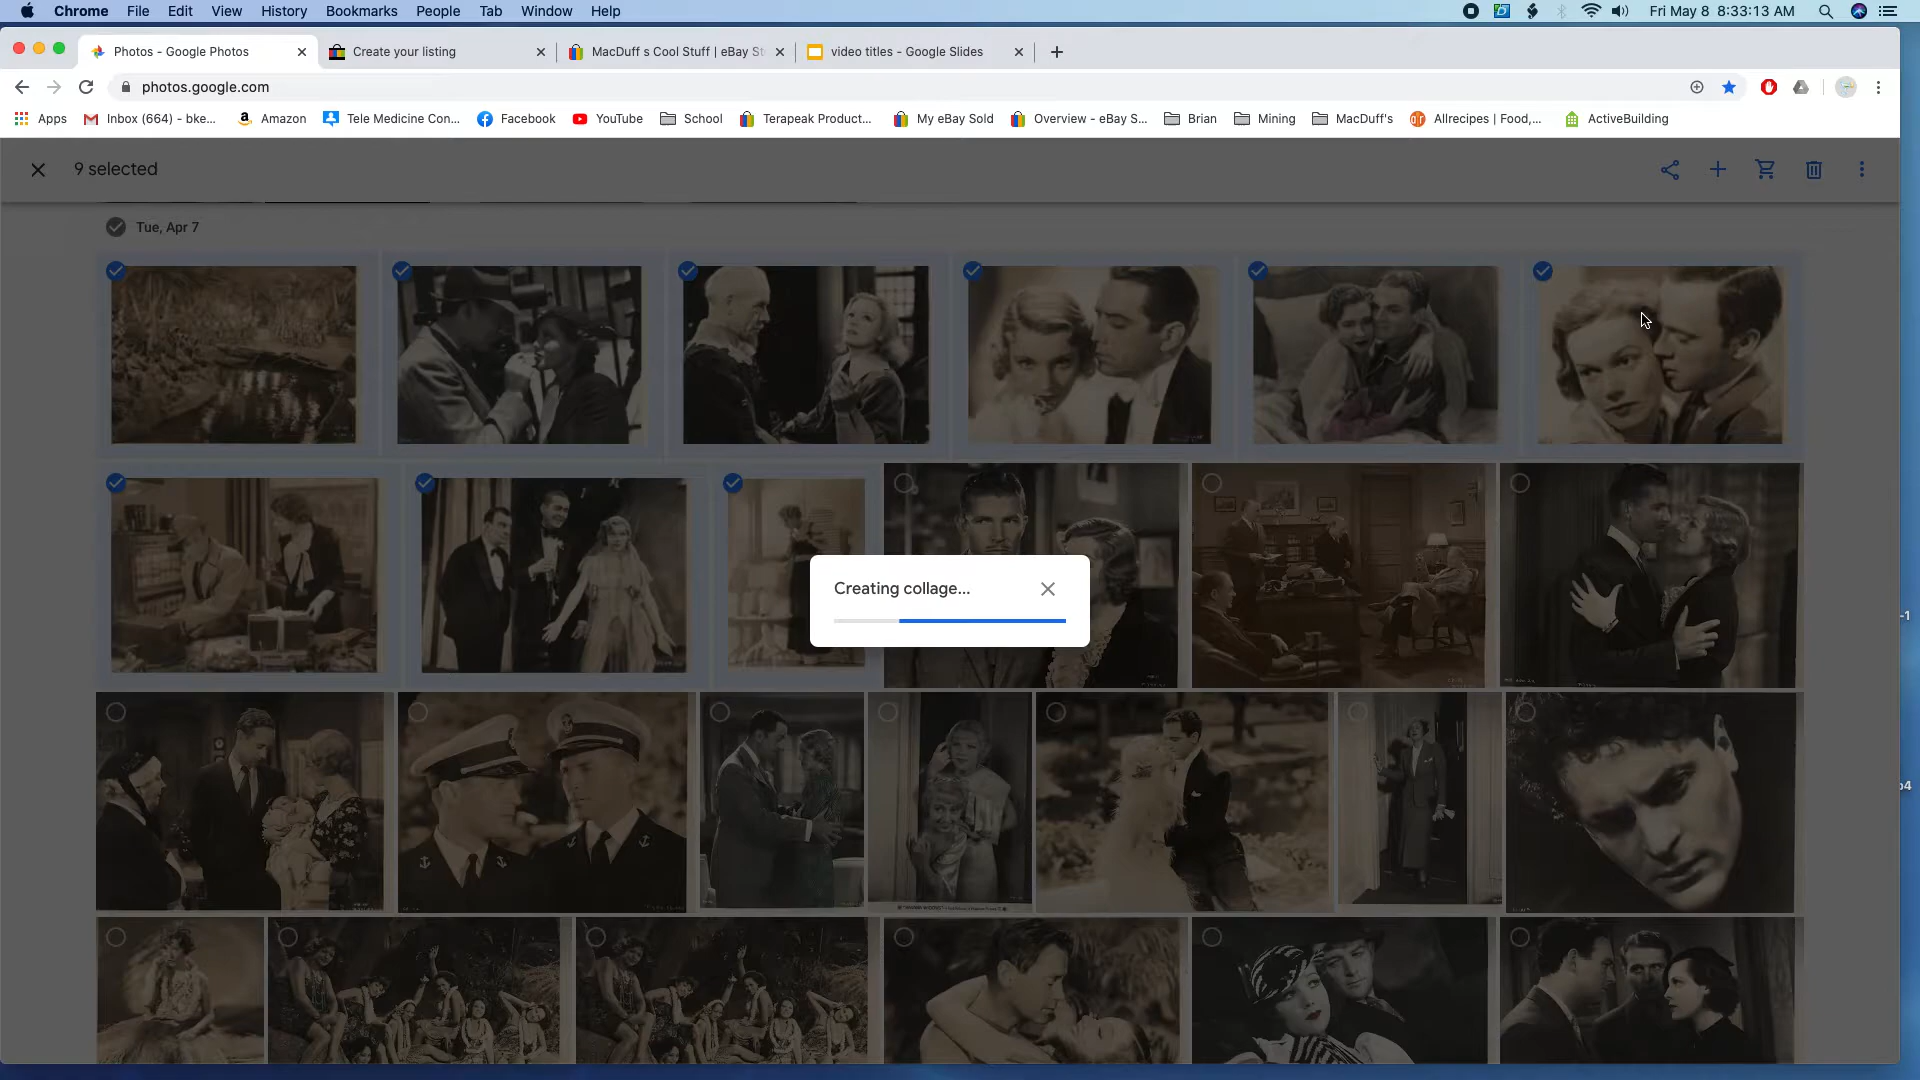 Chrome File Edit View History Bookmarks People Tab Window Help Fri May 8 8:33:13 AM
Photos - Google Photos Create your listing MacDuff s Cool Stuff | eBay St video titles - Google Slides
photos.google.com
Apps Inbox (664) - bke... Amazon Tele Medicine Con... Facebook YouTube School Terapeak Product... My eBay Sold Overview - eBay S... Brian Mining MacDuff's Allrecipes | Food,... ActiveBuilding
9 selected
Tue, Apr 7
Creating collage...
-1